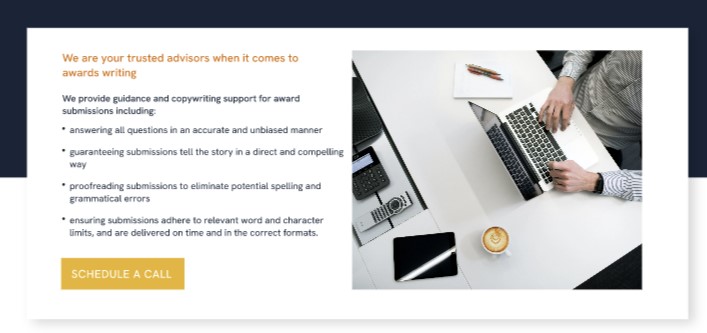 We are your trusted advisors when it comes to
awards writing
We provide guidance and copywriting support for award
submissions including:
• answering all questions in an accurate and unbiased manner
• guaranteeing submissions tell the story in a direct and compelling
way
• proofreading submissions to eliminate potential spelling and
grammatical errors
• ensuring submissions adhere to relevant word and character
limits, and are delivered on time and in the correct formats.
SCHEDULE A CALL